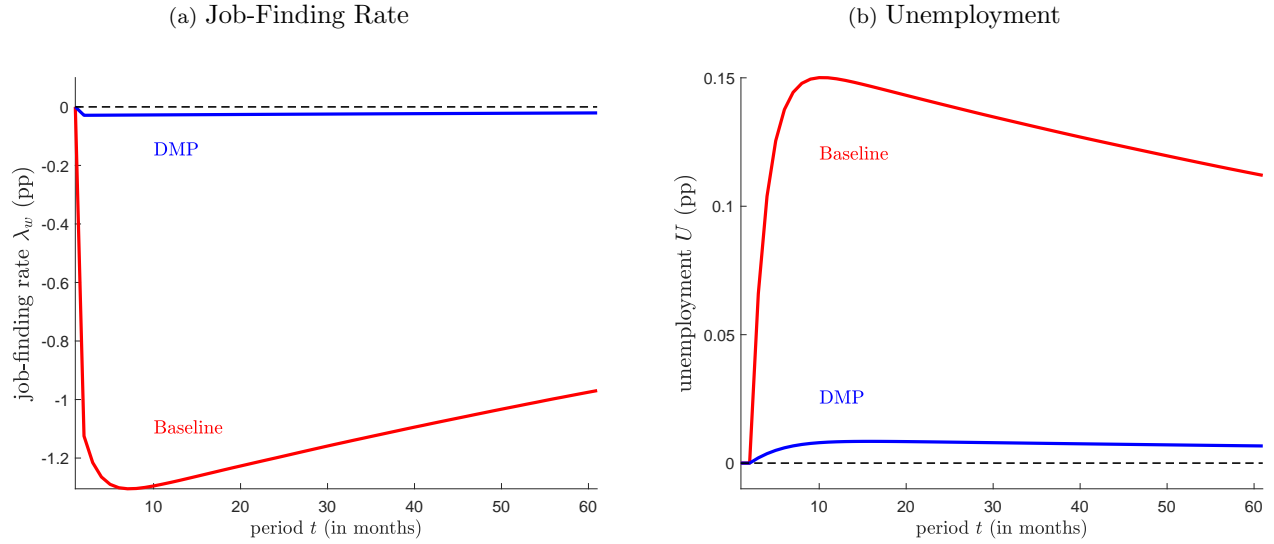 (a) Job-Finding Rate
job-finding rate λ_w (pp)
0
-0.2
-0.4
-0.6
-0.8
-1
-1.2
DMP
Baseline
10 20 30 40 50 60
period t (in months)
(b) Unemployment
unemployment U (pp)
0.15
0.1
0.05
0
Baseline
DMP
10 20 30 40 50 60
period t (in months)